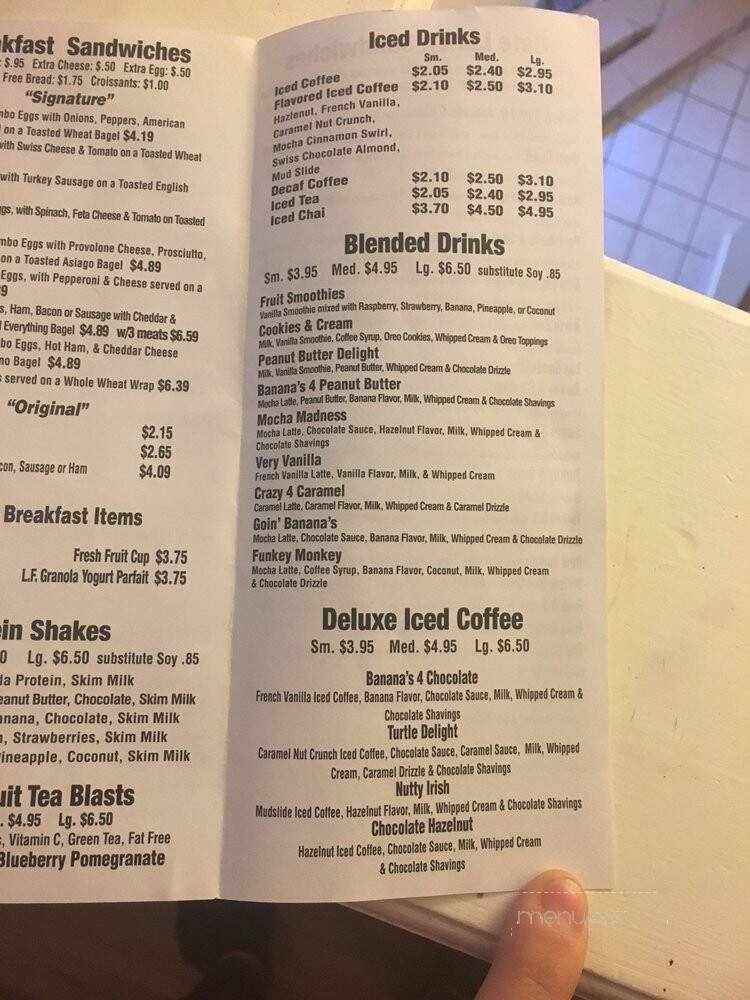 kfast Sandwiches
: $.95 Extra Cheese: $.50 Extra Egg: $.50
Free Bread: $1.75 Croissants: $1.00
"Signature"
mbo Eggs with Onions, Peppers, American
on a Toasted Wheat Bagel $4.19
with Swiss Cheese & Tomato on a Toasted Wheat
with Turkey Sausage on a Toasted English
gs, with Spinach, Feta Cheese & Tomato on Toasted
mbo Eggs with Provolone Cheese, Prosciutto,
on a Toasted Asiago Bagel $4.89
Eggs, with Pepperoni & Cheese served on a
9
s, Ham, Bacon or Sausage with Cheddar &
Everything Bagel $4.89 w/3 meats $6.59
bo Eggs, Hot Ham, & Cheddar Cheese
no Bagel $4.89
served on a Whole Wheat Wrap $6.39
"Original"
$2.15
$2.65
con, Sausage or Ham $4.09
Breakfast Items
Fresh Fruit Cup $3.75
L.F. Granola Yogurt Parfait $3.75
ein Shakes
0 Lg. $6.50 substitute Soy .85
la Protein, Skim Milk
eanut Butter, Chocolate, Skim Milk
anana, Chocolate, Skim Milk
, Strawberries, Skim Milk
ineapple, Coconut, Skim Milk
uit Tea Blasts
. $4.95 Lg. $6.50
, Vitamin C, Green Tea, Fat Free
Blueberry Pomegranate
Iced Drinks
Sm. Med. Lg.
Iced Coffee $2.05 $2.40 $2.95
Flavored Iced Coffee $2.10 $2.50 $3.10
Hazlenut, French Vanilla,
Caramel Nut Crunch,
Mocha Cinnamon Swirl,
Swiss Chocolate Almond,
Mud Slide
Decaf Coffee $2.10 $2.50 $3.10
Iced Tea $2.05 $2.40 $2.95
Iced Chai $3.70 $4.50 $4.95
Blended Drinks
Sm. $3.95 Med. $4.95 Lg. $6.50 substitute Soy .85
Fruit Smoothies
Vanilla Smoothie mixed with Raspberry, Strawberry, Banana, Pineapple, or Coconut
Cookies & Cream
Milk, Vanilla Smoothie, Coffee Syrup, Oreo Cookies, Whipped Cream & Oreo Toppings
Peanut Butter Delight
Milk, Vanilla Smoothie, Peanut Butter, Whipped Cream & Chocolate Drizzle
Banana's 4 Peanut Butter
Mocha Latte, Peanut Butter, Banana Flavor, Milk, Whipped Cream & Chocolate Shavings
Mocha Madness
Mocha Latte, Chocolate Sauce, Hazelnut Flavor, Milk, Whipped Cream &
Chocolate Shavings
Very Vanilla
French Vanilla Latte, Vanilla Flavor, Milk, & Whipped Cream
Crazy 4 Caramel
Caramel Latte, Caramel Flavor, Milk, Whipped Cream & Caramel Drizzle
Goin' Banana's
Mocha Latte, Chocolate Sauce, Banana Flavor, Milk, Whipped Cream & Chocolate Drizzle
Funkey Monkey
Mocha Latte, Coffee Syrup, Banana Flavor, Coconut, Milk, Whipped Cream
& Chocolate Drizzle
Deluxe Iced Coffee
Sm. $3.95 Med. $4.95 Lg. $6.50
Banana's 4 Chocolate
French Vanilla Iced Coffee, Banana Flavor, Chocolate Sauce, Milk, Whipped Cream &
Chocolate Shavings
Turtle Delight
Caramel Nut Crunch Iced Coffee, Chocolate Sauce, Caramel Sauce, Milk, Whipped
Cream, Caramel Drizzle & Chocolate Shavings
Nutty Irish
Mudslide Iced Coffee, Hazelnut Flavor, Milk, Whipped Cream & Chocolate Shavings
Chocolate Hazelnut
Hazelnut Iced Coffee, Chocolate Sauce, Milk, Whipped Cream
& Chocolate Shavings